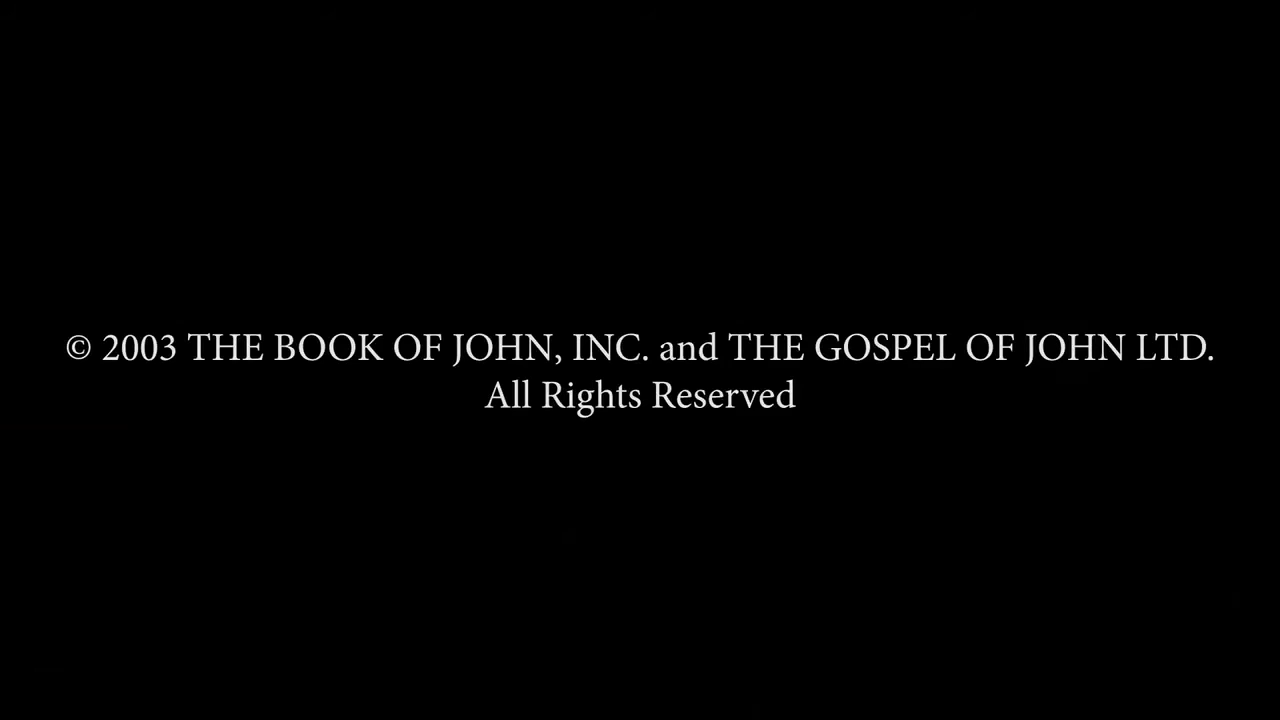 © 2003 THE BOOK OF JOHN, INC. and THE GOSPEL OF JOHN LTD.
All Rights Reserved